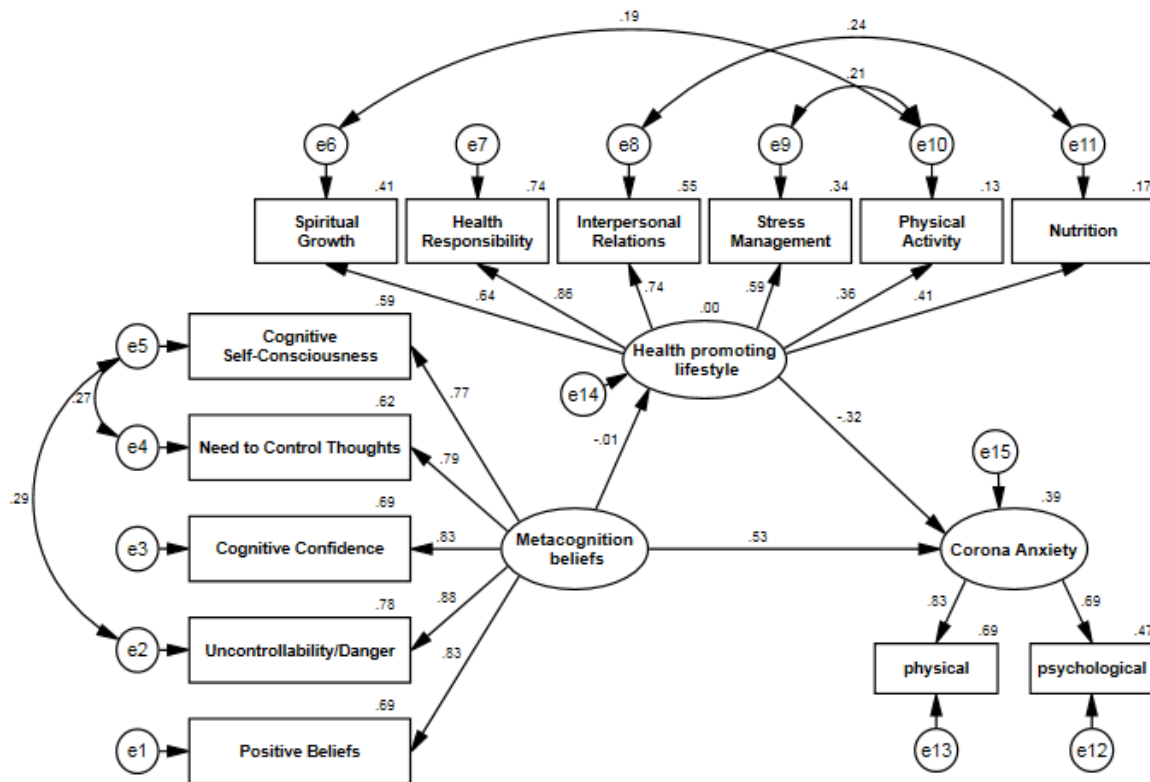 .19
.24
.21
e6
e7
e8
e9
e10
e11
.41
.74
.55
.34
.13
.17
Spiritual
Growth
Health
Responsibility
Interpersonal
Relations
Stress
Management
Physical
Activity
Nutrition
.64
.86
.74
.59
.36
.41
.00
Health promoting
lifestyle
e14
.59
e5
Cognitive
Self-Consciousness
.77
.27
.62
e4
Need to Control Thoughts
.79
-.01
-.32
e15
.29
.69
e3
Cognitive Confidence
.83
Metacognition
beliefs
.53
.39
Corona Anxiety
.78
e2
Uncontrollability/Danger
.88
.83
.69
.83
.69
physical
.47
psychological
.69
e1
Positive Beliefs
e13
e12